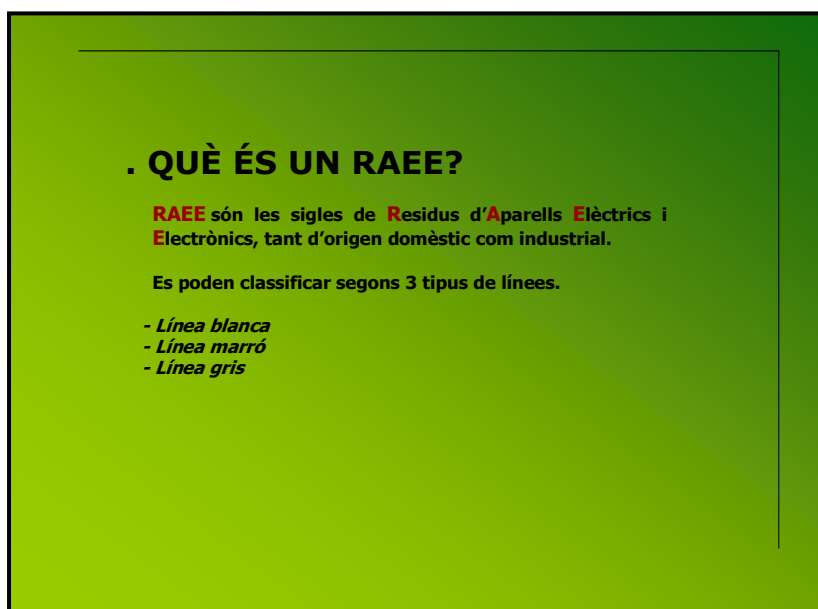 . QUÈ ÉS UN RAEE?
RAEE són les sigles de Residus d’Aparells Elèctrics i
Electrònics, tant d’origen domèstic com industrial.
Es poden classificar segons 3 tipus de línees.
- Línea blanca
- Línea marró
- Línea gris